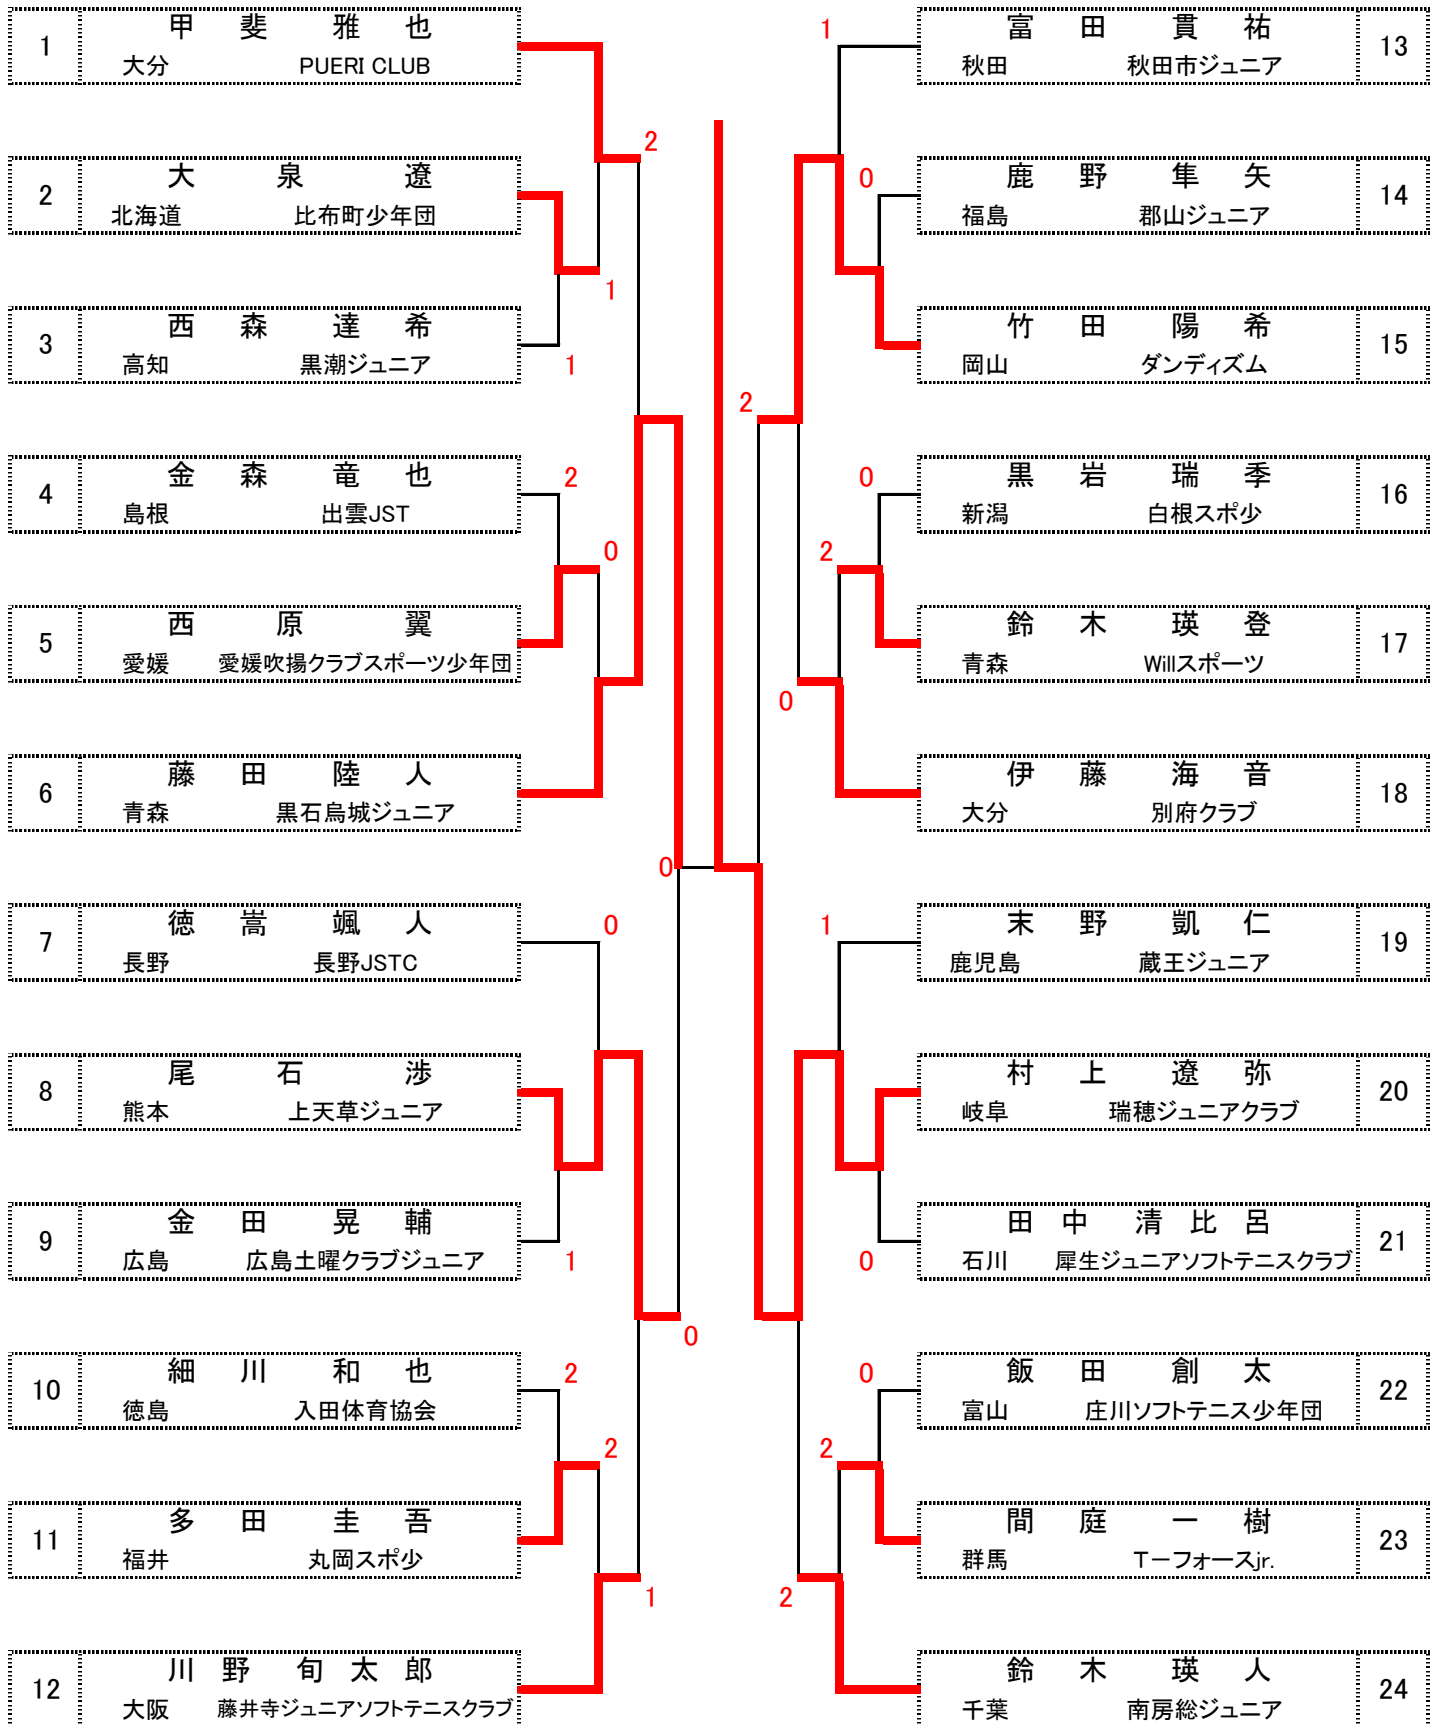 1 甲斐雅也
大分 PUERI CLUB
2
2 大泉遼
北海道 比布町少年団
1
3 西森達希
高知 黒潮ジュニア
1
4 金森竜也
島根 出雲JST
2
0
5 西原翼
愛媛 愛媛吹揚クラブスポーツ少年団
6 藤田陸人
青森 黒石烏城ジュニア
0
7 徳嵩颯人
長野 長野JSTC
0
8 尾石渉
熊本 上天草ジュニア
9 金田晃輔
広島 広島土曜クラブジュニア
1
0
10 細川和也
徳島 入田体育協会
2
2
11 多田圭吾
福井 丸岡スポ少
1
12 川野旬太郎
大阪 藤井寺ジュニアソフトテニスクラブ
1
富田貫祐 13
秋田 秋田市ジュニア
0
鹿野隼矢 14
福島 郡山ジュニア
竹田陽希 15
岡山 ダンディズム
2
0
黒岩瑞季 16
新潟 白根スポ少
2
鈴木瑛登 17
青森 Willスポーツ
0
伊藤海音 18
大分 別府クラブ
1
末野凱仁 19
鹿児島 蔵王ジュニア
村上遼弥 20
岐阜 瑞穂ジュニアクラブ
田中清比呂 21
石川 犀生ジュニアソフトテニスクラブ
0
0
飯田創太 22
富山 庄川ソフトテニス少年団
2
間庭一樹 23
群馬 T－フォースjr.
2
鈴木瑛人 24
千葉 南房総ジュニア